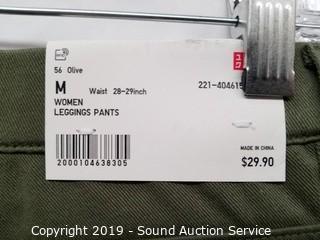 56 Olive
M Waist 28-29inch
221-404615
WOMEN
LEGGINGS PANTS
2000104638305
MADE IN CHINA
$29.90
Copyright 2019 - Sound Auction Service